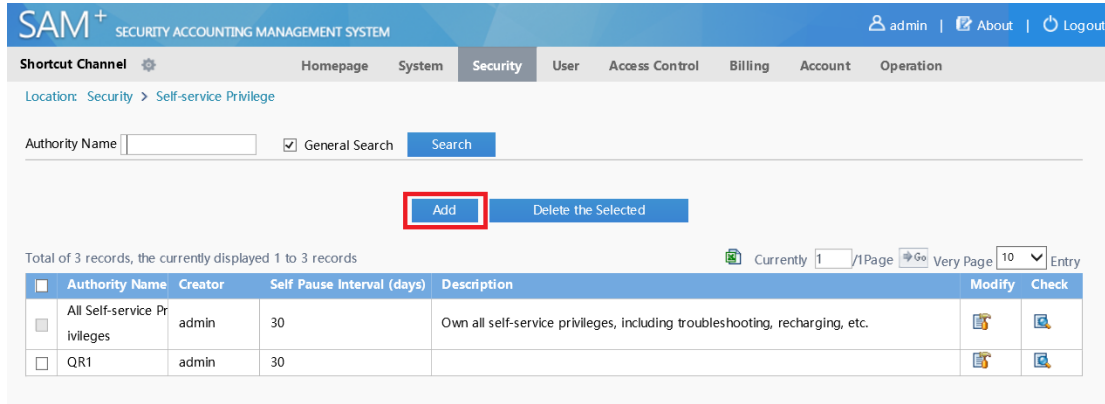 SAM+ SECURITY ACCOUNTING MANAGEMENT SYSTEM admin | About | Logout
Shortcut Channel Homepage System Security User Access Control Billing Account Operation
Location: Security > Self-service Privilege
Authority Name General Search Search
Add Delete the Selected
Total of 3 records, the currently displayed 1 to 3 records Currently 1 /1Page Go Very Page 10 Entry
Authority Name Creator Self Pause Interval (days) Description Modify Check
All Self-service Pr
ivileges admin 30 Own all self-service privileges, including troubleshooting, recharging, etc.
QR1 admin 30